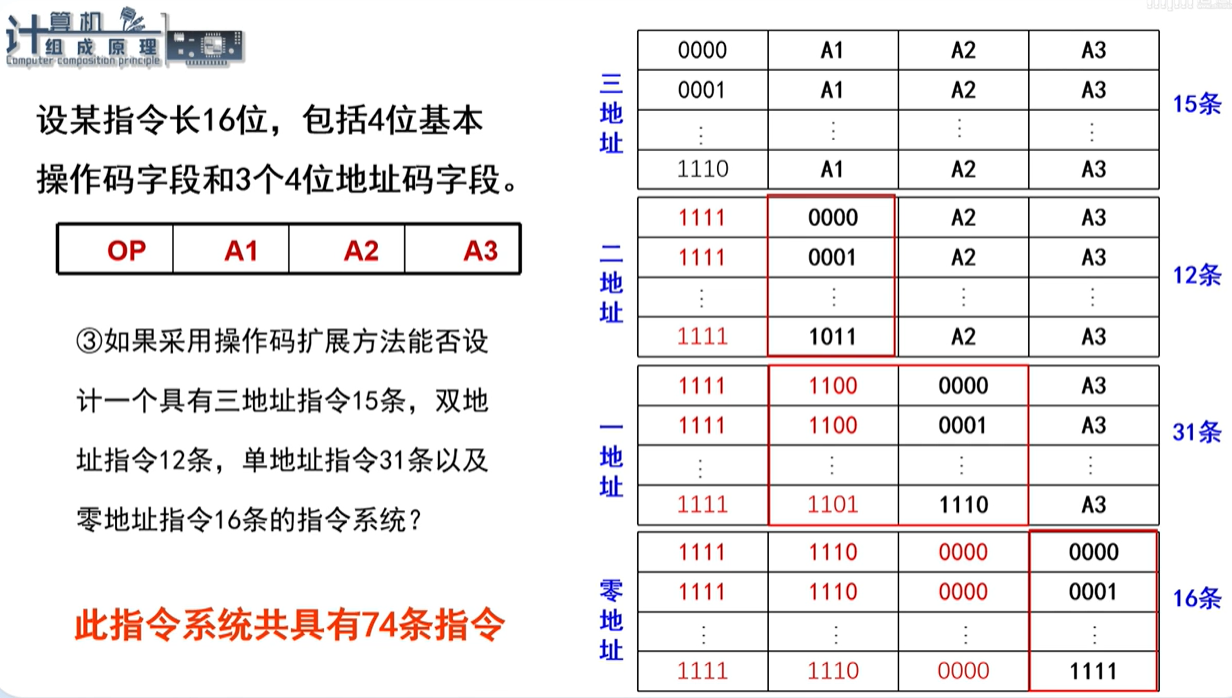 计算机
组成原理
Computer composition principle
设某指令长16位，包括4位基本
操作码字段和3个4位地址码字段。
OP A1 A2 A3
③如果采用操作码扩展方法能否设
计一个具有三地址指令15条，双地
址指令12条，单地址指令31条以及
零地址指令16条的指令系统？
此指令系统共具有74条指令
三地址
0000 A1 A2 A3
0001 A1 A2 A3
⋮ ⋮ ⋮ ⋮
1110 A1 A2 A3
15条
二地址
1111 0000 A2 A3
1111 0001 A2 A3
⋮ ⋮ ⋮ ⋮
1111 1011 A2 A3
12条
一地址
1111 1100 0000 A3
1111 1100 0001 A3
⋮ ⋮ ⋮ ⋮
1111 1101 1110 A3
31条
零地址
1111 1110 0000 0000
1111 1110 0000 0001
⋮ ⋮ ⋮ ⋮
1111 1110 0000 1111
16条